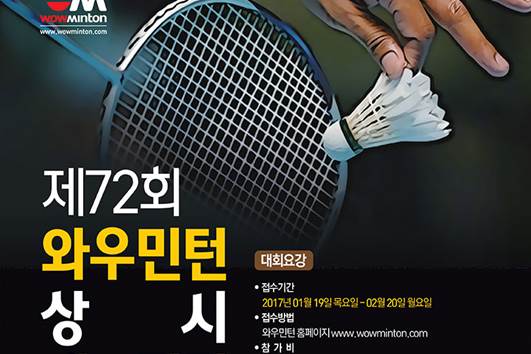 wowminton
www.wowminton.com
제72회
와우민턴
상 시
대회요강
• 접수기간
2017년 01월 19일 목요일 – 02월 20일 월요일
• 접수방법
와우민턴 홈페이지 www.wowminton.com
• 참 가 비